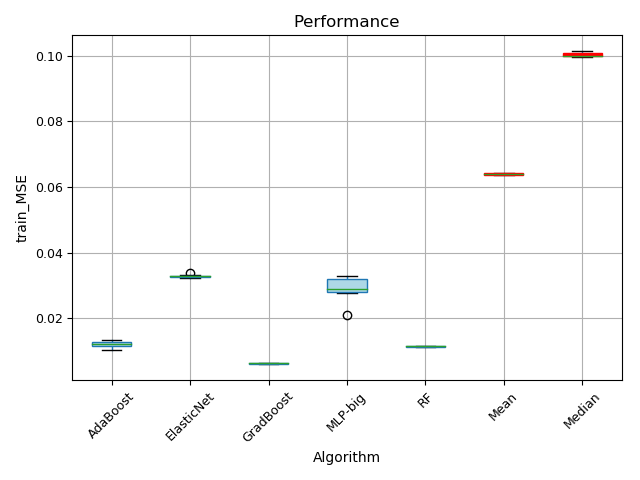 Performance
train_MSE
0.10
0.08
0.06
0.04
0.02
AdaBoost
ElasticNet
GradBoost
MLP-big
RF
Mean
Median
Algorithm